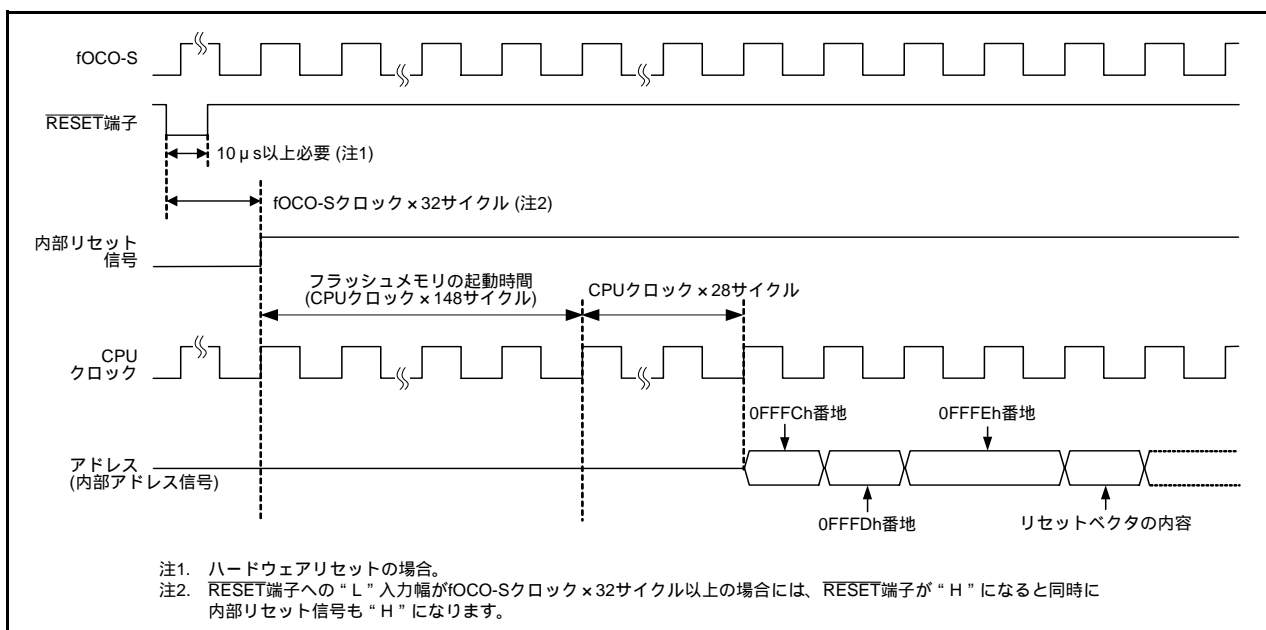 fOCO-S
RESET端子
10μs以上必要 (注1)
fOCO-Sクロック×32サイクル (注2)
内部リセット
信号
フラッシュメモリの起動時間
(CPUクロック×148サイクル)
CPUクロック×28サイクル
CPU
クロック
0FFFCh番地
0FFFEh番地
アドレス
(内部アドレス信号)
0FFFDh番地
リセットベクタの内容
注1. ハードウェアリセットの場合。
注2. RESET端子への“L”入力幅がfOCO-Sクロック×32サイクル以上の場合には、RESET端子が“H”になると同時に
内部リセット信号も“H”になります。